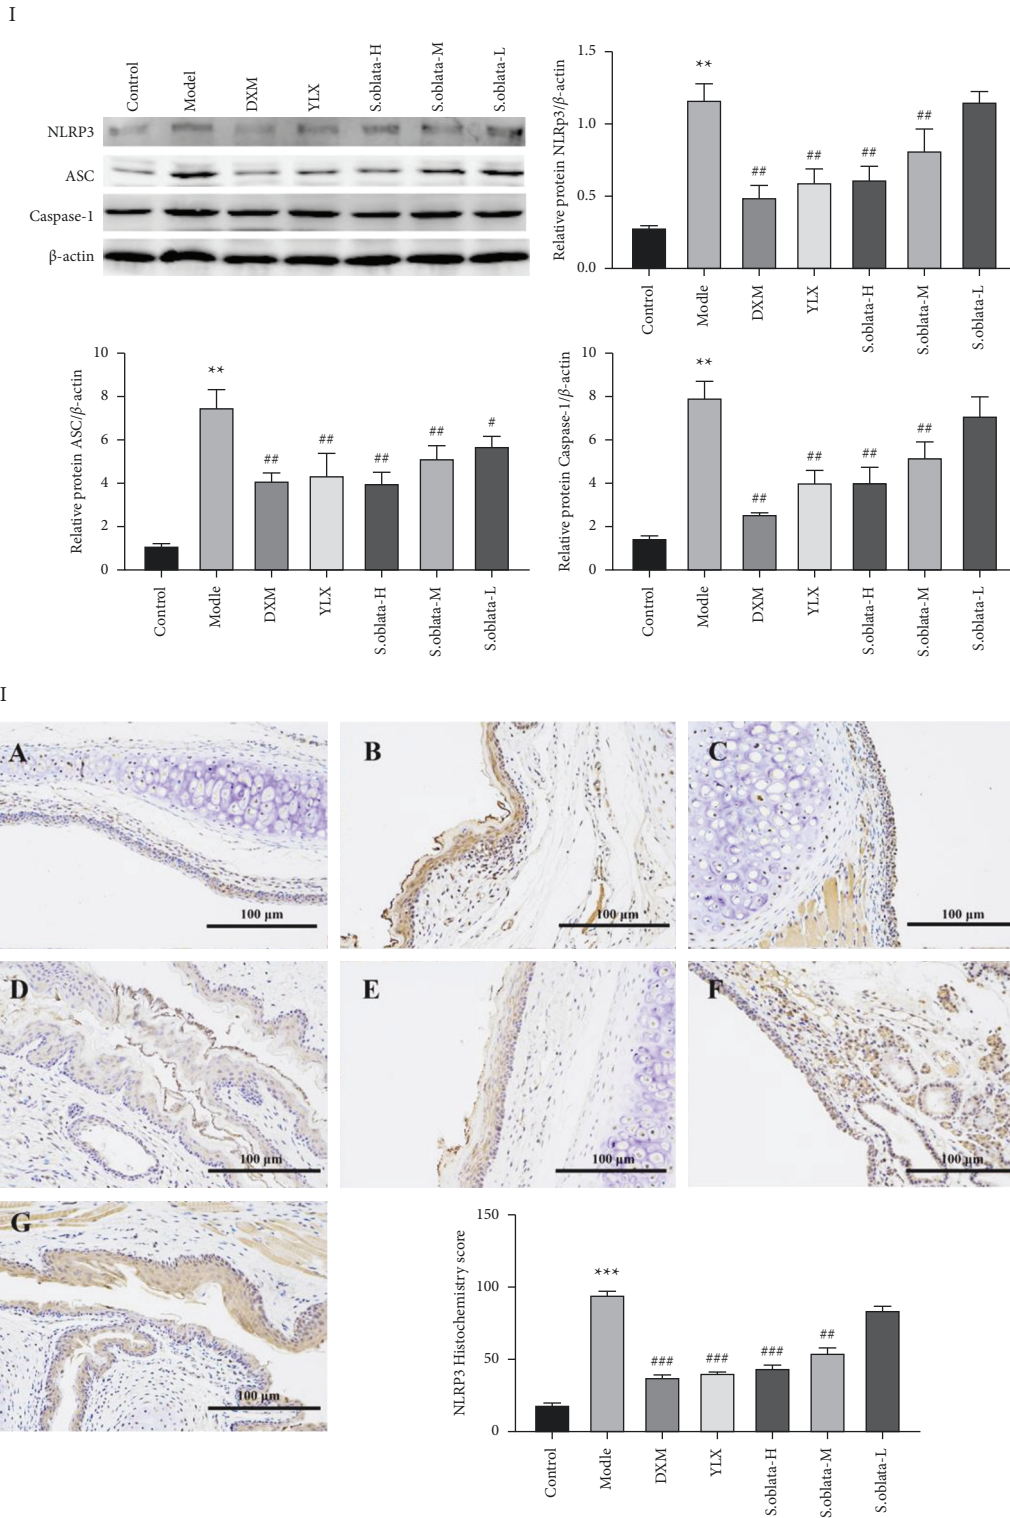 I
Control
Model
DXM
YLX
S.oblata-H
S.oblata-M
S.oblata-L
NLRP3
ASC
Caspase-1
β-actin
Relative protein NLRp3/β-actin
1.5
1.0
0.5
0.0
**
##
##
##
##
Control
Modle
DXM
YLX
S.oblata-H
S.oblata-M
S.oblata-L
Relative protein ASC/β-actin
10
8
6
4
2
0
**
##
##
##
##
#
Control
Modle
DXM
YLX
S.oblata-H
S.oblata-M
S.oblata-L
Relative protein Caspase-1/β-actin
10
8
6
4
2
0
**
##
##
##
##
Control
Modle
DXM
YLX
S.oblata-H
S.oblata-M
S.oblata-L
I
A
100 µm
B
100 µm
C
100 µm
D
100 µm
E
100 µm
F
100 µm
G
100 µm
NLRP3 Histochemistry score
150
100
50
0
***
###
###
###
##
Control
Modle
DXM
YLX
S.oblata-H
S.oblata-M
S.oblata-L